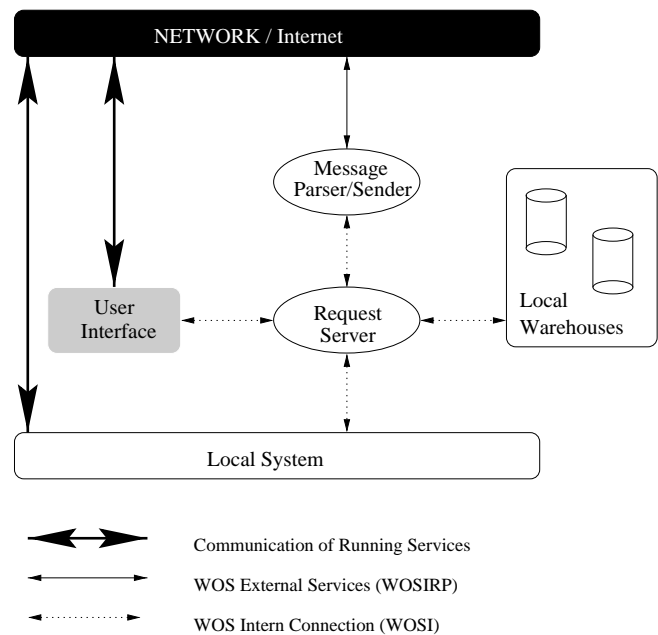 NETWORK / Internet
Message
Parser/Sender
User
Interface
Request
Server
Local
Warehouses
Local System
Communication of Running Services
WOS External Services (WOSIRP)
WOS Intern Connection (WOSI)